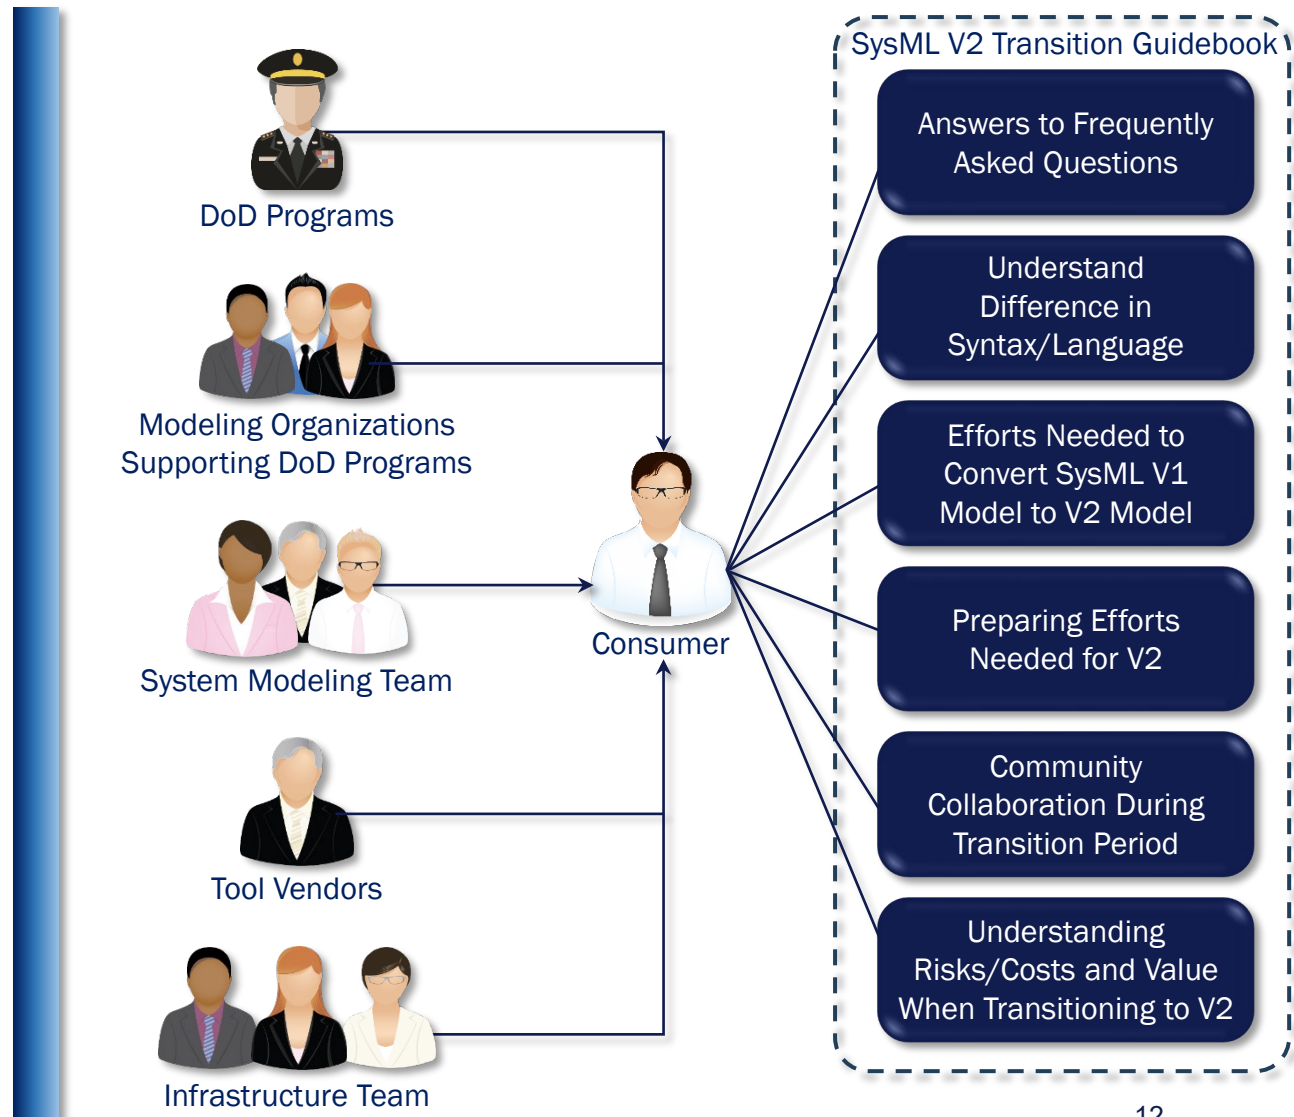 DoD Programs
Modeling Organizations
Supporting DoD Programs
System Modeling Team
Tool Vendors
Infrastructure Team
Consumer
SysML V2 Transition Guidebook
Answers to Frequently
Asked Questions
Understand
Difference in
Syntax/Language
Efforts Needed to
Convert SysML V1
Model to V2 Model
Preparing Efforts
Needed for V2
Community
Collaboration During
Transition Period
Understanding
Risks/Costs and Value
When Transitioning to V2
12